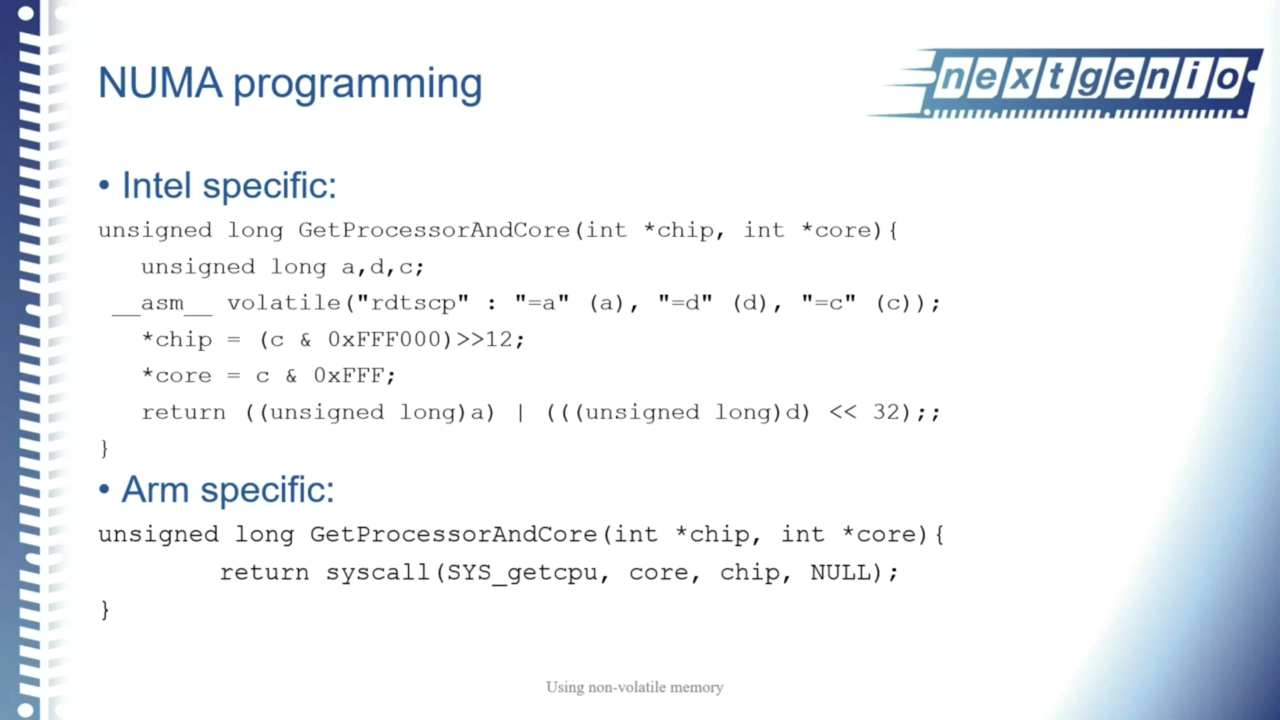 NUMA programming
nextgenio
• Intel specific:
unsigned long GetProcessorAndCore(int *chip, int *core){
unsigned long a,d,c;
__asm__ volatile("rdtscp" : "=a" (a), "=d" (d), "=c" (c));
*chip = (c & 0xFFF000)>>12;
*core = c & 0xFFF;
return ((unsigned long)a) | (((unsigned long)d) << 32);;
}
• Arm specific:
unsigned long GetProcessorAndCore(int *chip, int *core){
return syscall(SYS_getcpu, core, chip, NULL);
}
Using non-volatile memory